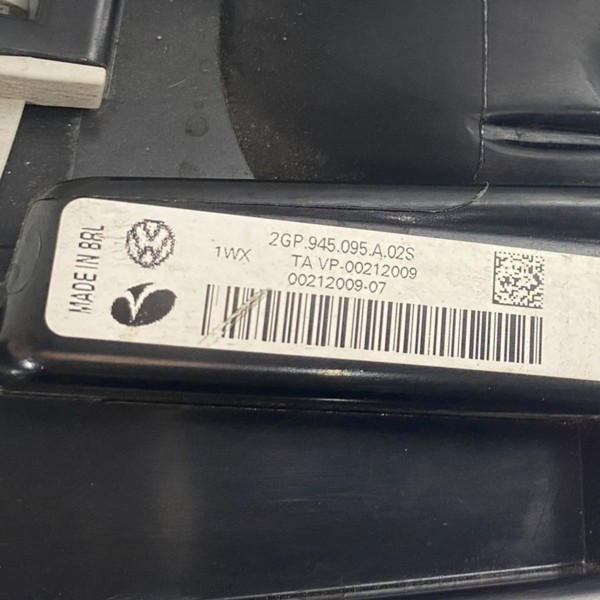 MADE IN BRL
1WX
2GP.945.095.A.02S
TA VP-00212009
00212009-07